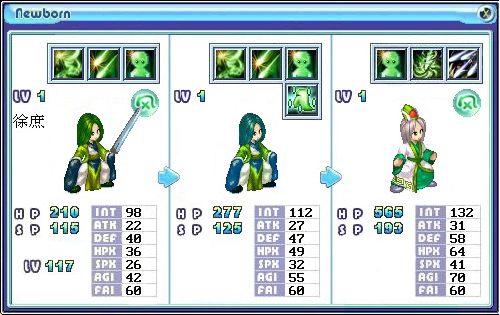 Newborn
LV 1
徐庶
HP 210
SP 115
LV 117
INT 98
ATK 22
DEF 40
HPX 36
SPX 26
AGI 42
FAI 60
LV 1
HP 277
SP 125
INT 112
ATK 27
DEF 47
HPX 49
SPX 32
AGI 55
FAI 60
LV 1
HP 565
SP 193
INT 132
ATK 31
DEF 58
HPX 64
SPX 41
AGI 70
FAI 60